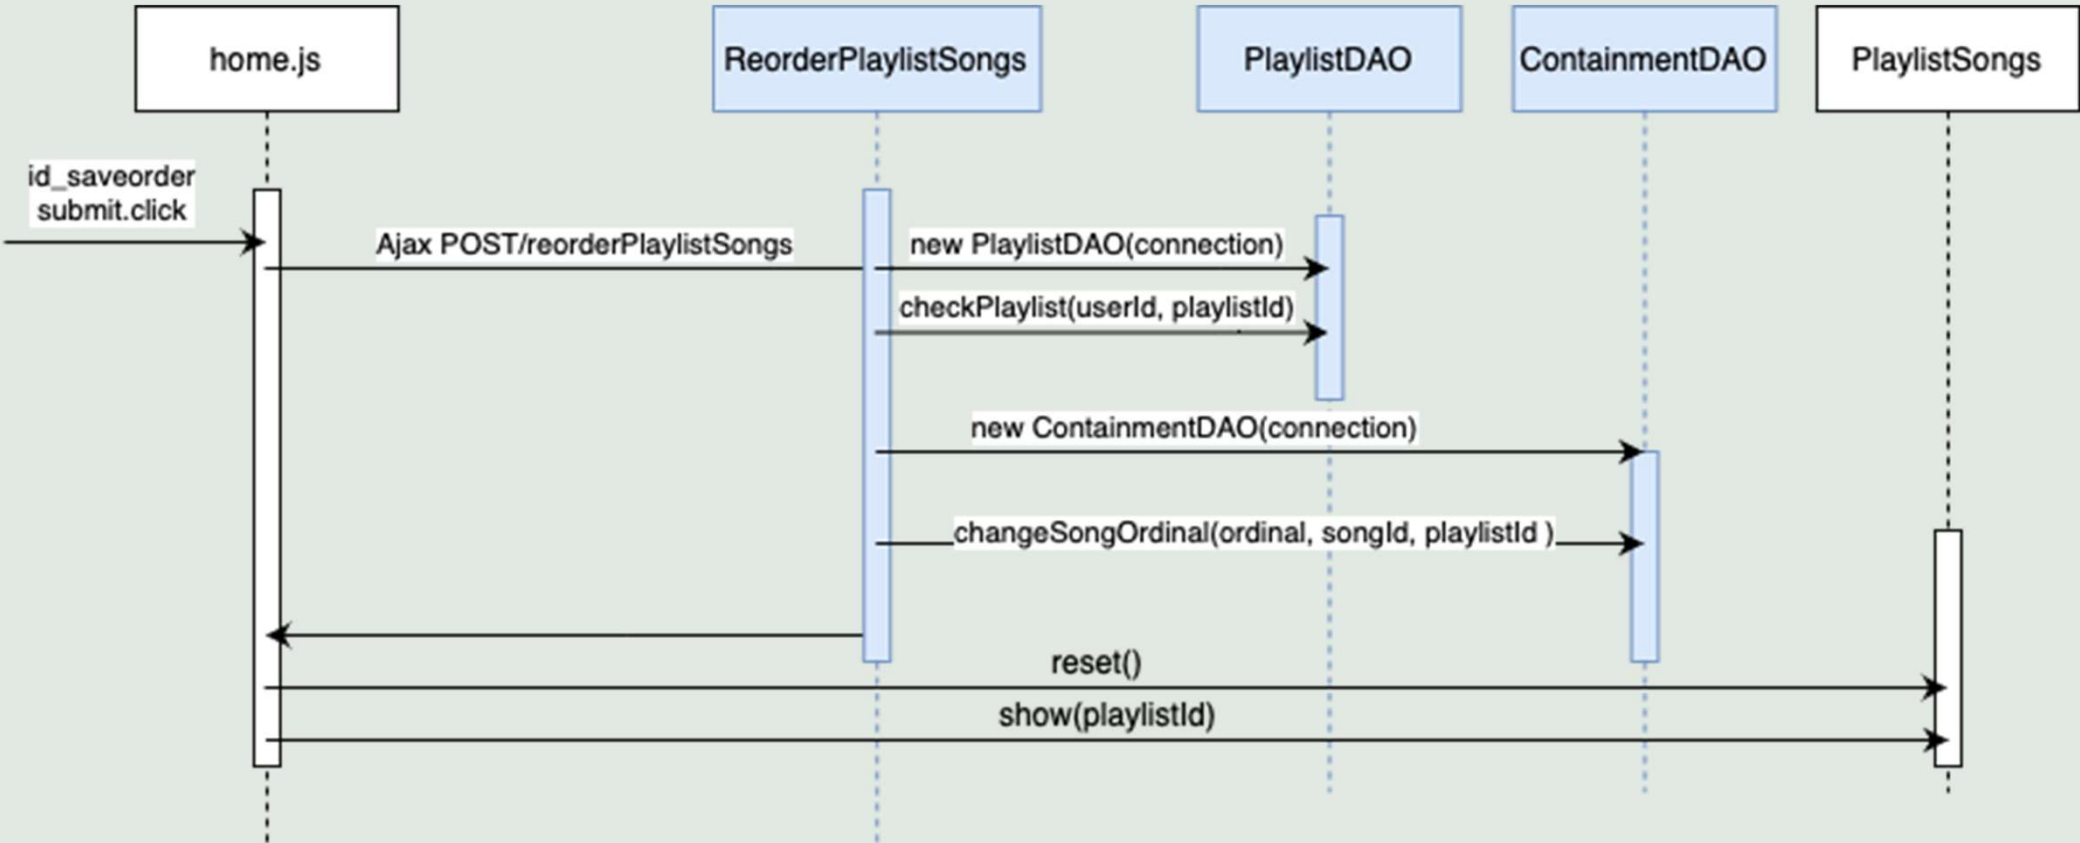 home.js
ReorderPlaylistSongs
PlaylistDAO
ContainmentDAO
PlaylistSongs
id_saveorder
submit.click
Ajax POST/reorderPlaylistSongs
new PlaylistDAO(connection)
checkPlaylist(userId, playlistId)
new ContainmentDAO(connection)
changeSongOrdinal(ordinal, songId, playlistId )
reset()
show(playlistId)